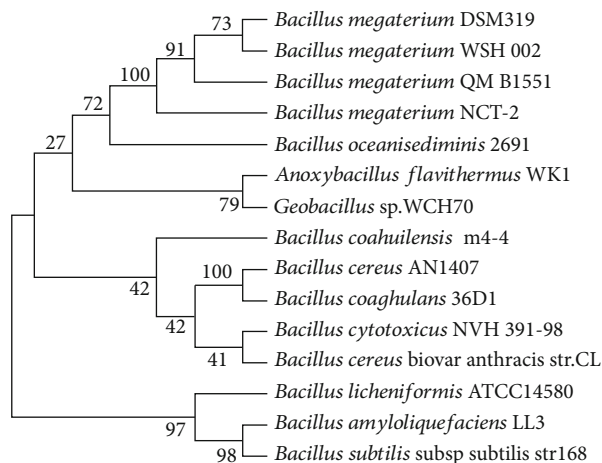 73
Bacillus megaterium DSM319
Bacillus megaterium WSH 002
91
Bacillus megaterium QM B1551
100
Bacillus megaterium NCT-2
72
Bacillus oceanisediminis 2691
27
Anoxybacillus flavithermus WK1
79
Geobacillus sp.WCH70
Bacillus coahuilensis m4-4
42
100
Bacillus cereus AN1407
Bacillus coaghulans 36D1
42
Bacillus cytotoxicus NVH 391-98
41
Bacillus cereus biovar anthracis str.CL
Bacillus licheniformis ATCC14580
97
Bacillus amyloliquefaciens LL3
98
Bacillus subtilis subsp subtilis str168